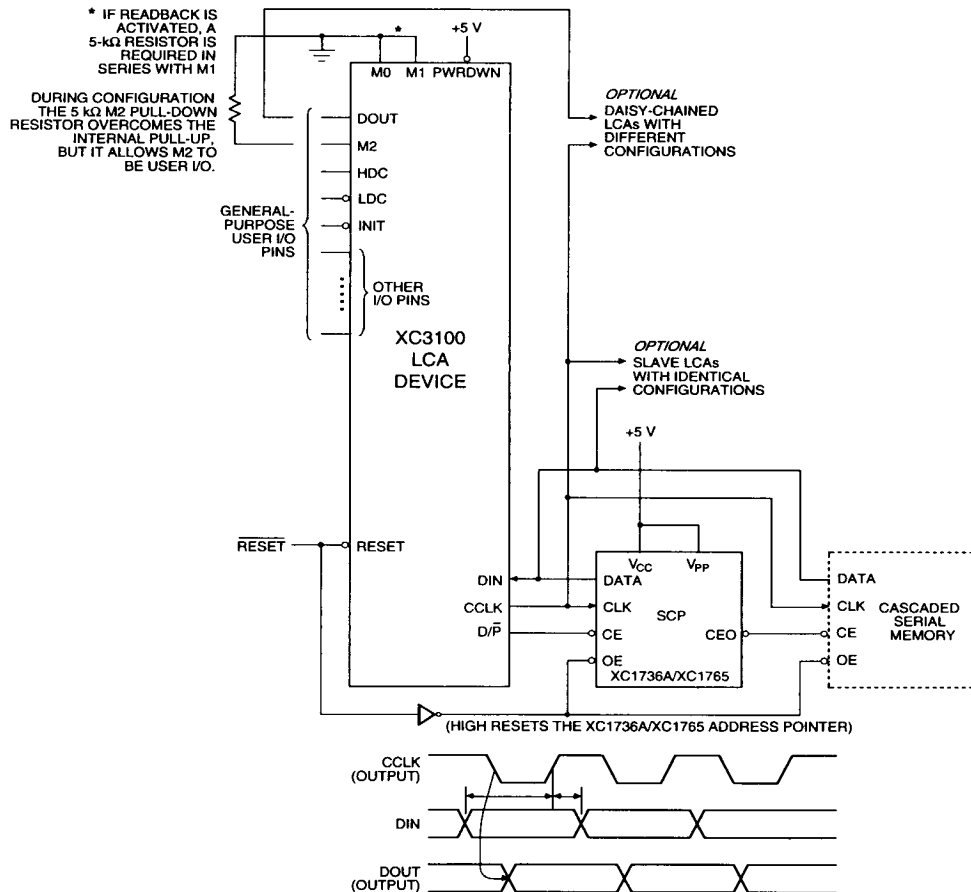 * IF READBACK IS
ACTIVATED, A
5-kΩ RESISTOR IS
REQUIRED IN
SERIES WITH M1
DURING CONFIGURATION
THE 5 kΩ M2 PULL-DOWN
RESISTOR OVERCOMES THE
INTERNAL PULL-UP,
BUT IT ALLOWS M2 TO
BE USER I/O.
*
+5 V
M0 M1 PWRDWN
DOUT
M2
HDC
LDC
INIT
GENERAL-
PURPOSE
USER I/O
PINS
OTHER
I/O PINS
XC3100
LCA
DEVICE
OPTIONAL
DAISY-CHAINED
LCAs WITH
DIFFERENT
CONFIGURATIONS
OPTIONAL
SLAVE LCAs
WITH IDENTICAL
CONFIGURATIONS
+5 V
RESET
RESET
DIN
CCLK
D/P
VCC VPP
DATA
CLK
SCP
CE
CEO
OE
XC1736A/XC1765
DATA
CLK
CE
OE
CASCADED
SERIAL
MEMORY
(HIGH RESETS THE XC1736A/XC1765 ADDRESS POINTER)
CCLK
(OUTPUT)
DIN
DOUT
(OUTPUT)